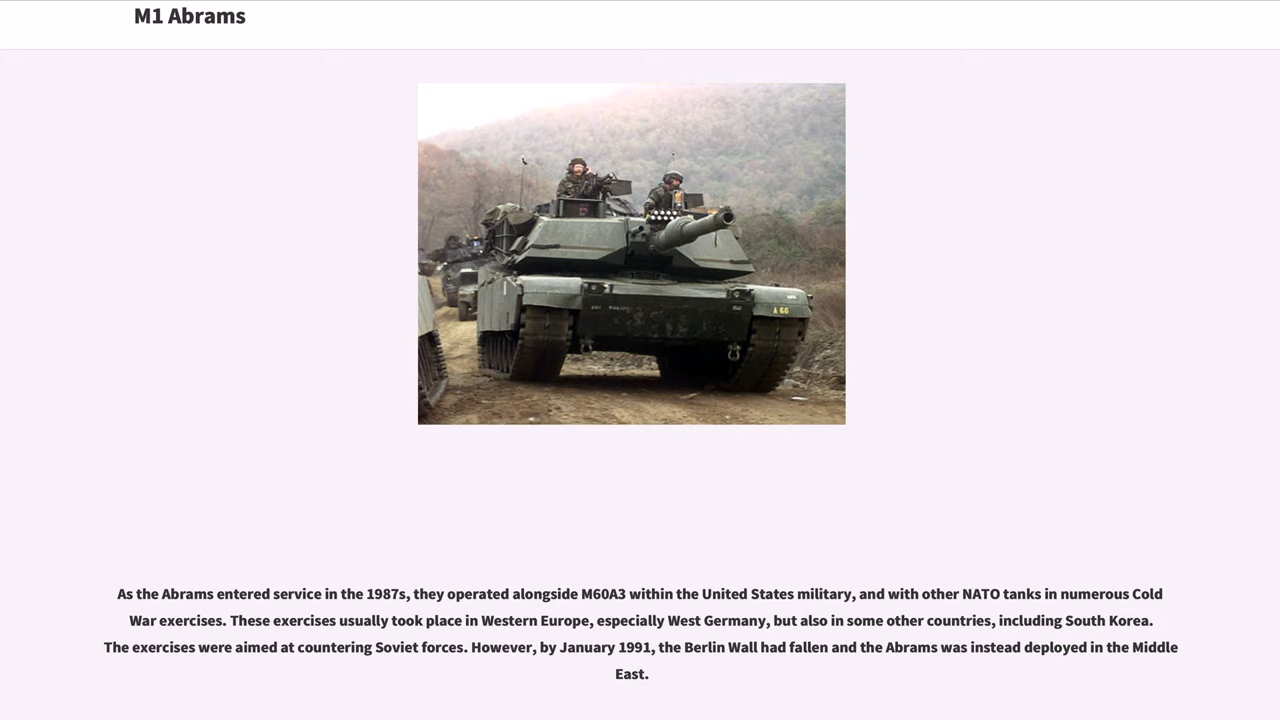 M1 Abrams
A 66
As the Abrams entered service in the 1987s, they operated alongside M60A3 within the United States military, and with other NATO tanks in numerous Cold
War exercises. These exercises usually took place in Western Europe, especially West Germany, but also in some other countries, including South Korea.
The exercises were aimed at countering Soviet forces. However, by January 1991, the Berlin Wall had fallen and the Abrams was instead deployed in the Middle
East.